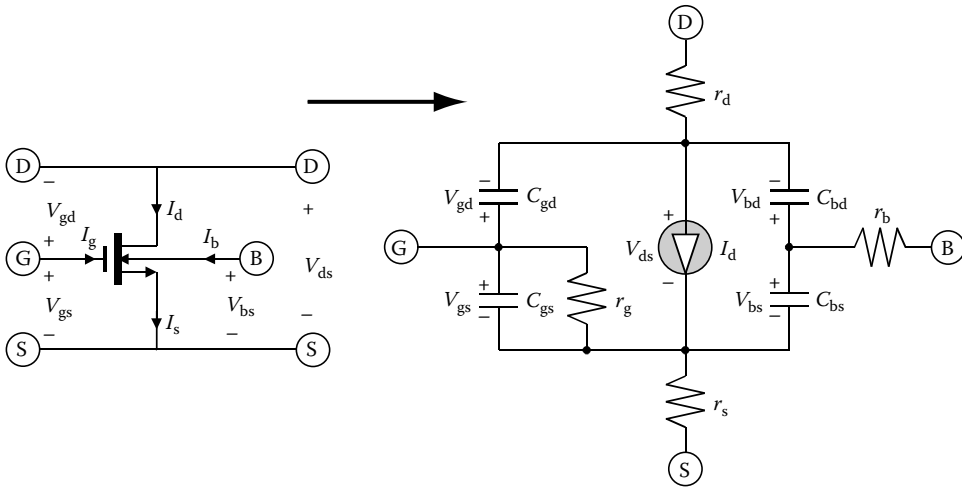 D
r_d
D
D
−
−
−
V_gd
C_gd
V_bd
C_bd
V_gd
I_d
+
+
+
+
r_b
+
I_g
I_b
G
B
G
V_ds
I_d
B
+
+
V_ds
+
−
+
V_gs
V_bs
V_gs
C_gs
r_g
V_bs
C_bs
−
I_s
−
−
−
−
S
S
r_s
S